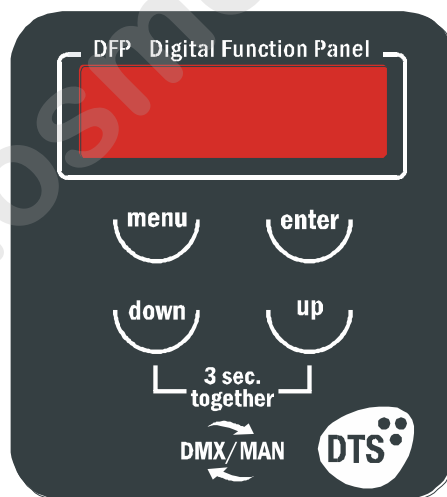 DFP Digital Function Panel
menu enter
down up
3 sec.
together
DMX/MAN
DTS